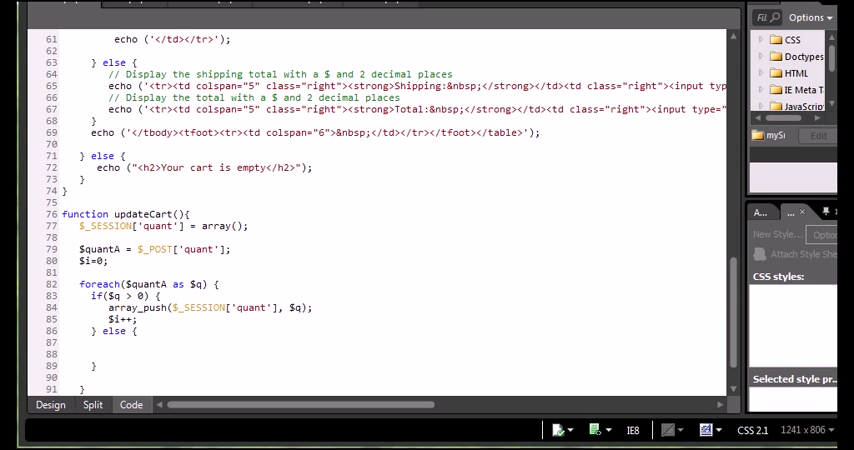 61 echo ('</td></tr>');
62
63 } else {
64 // Display the shipping total with a $ and 2 decimal places
65 echo ('<tr><td colspan="5" class="right"><strong>Shipping:&nbsp;</strong></td><td class="right"><input typ
66 // Display the total with a $ and 2 decimal places
67 echo ('<tr><td colspan="5" class="right"><strong>Total:&nbsp;</strong></td><td class="right"><input type="
68 }
69 echo ('</tbody><tfoot><tr><td colspan="6">&nbsp;</td></tr></tfoot></table>');
70
71 } else {
72 echo ("<h2>Your cart is empty</h2>");
73 }
74 }
75
76 function updateCart(){
77 $_SESSION['quant'] = array();
78
79 $quantA = $_POST['quant'];
80 $i=0;
81
82 foreach($quantA as $q) {
83 if($q > 0) {
84 array_push($_SESSION['quant'], $q);
85 $i++;
86 } else {
87
88
89 }
90
91 }
Design Split Code
IE8 CSS 2.1 1241 x 806
Fil Options
CSS
Doctypes
HTML
IE Meta T
JavaScript
mySi Edit
A... ... ×
New Style... Optio
Attach Style She
CSS styles:
Selected style pr...